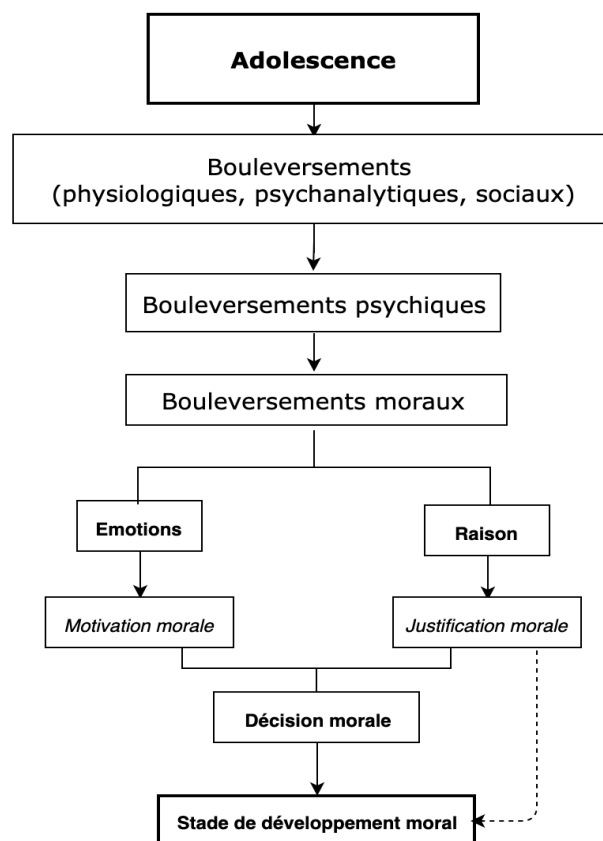 Adolescence
Bouleversements
(physiologiques, psychanalytiques, sociaux)
Bouleversements psychiques
Bouleversements moraux
Emotions
Raison
Motivation morale
Justification morale
Décision morale
Stade de développement moral